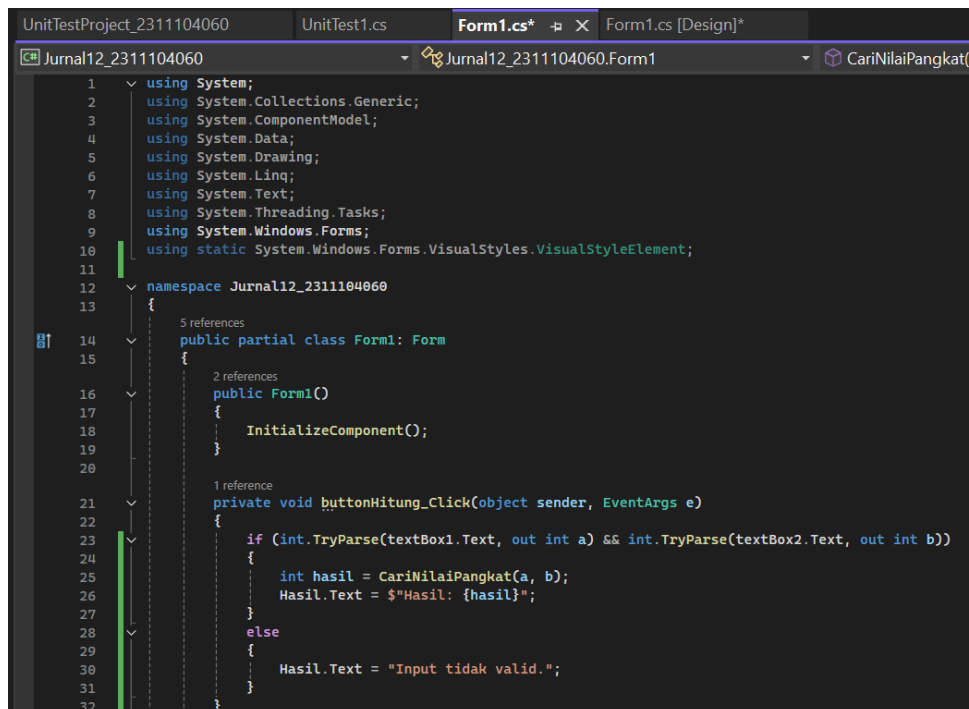 UnitTestProject_2311104060 UnitTest1.cs Form1.cs* Form1.cs [Design]*
C# Jurnal12_2311104060 Jurnal12_2311104060.Form1 CariNilaiPangkat(
1 using System;
2 using System.Collections.Generic;
3 using System.ComponentModel;
4 using System.Data;
5 using System.Drawing;
6 using System.Linq;
7 using System.Text;
8 using System.Threading.Tasks;
9 using System.Windows.Forms;
10 using static System.Windows.Forms.VisualStyles.VisualStyleElement;
11
12 namespace Jurnal12_2311104060
13 {
5 references
14 public partial class Form1: Form
15 {
2 references
16 public Form1()
17 {
18 InitializeComponent();
19 }
20
1 reference
21 private void buttonHitung_Click(object sender, EventArgs e)
22 {
23 if (int.TryParse(textBox1.Text, out int a) && int.TryParse(textBox2.Text, out int b))
24 {
25 int hasil = CariNilaiPangkat(a, b);
26 Hasil.Text = $"Hasil: {hasil}";
27 }
28 else
29 {
30 Hasil.Text = "Input tidak valid.";
31 }
32 }